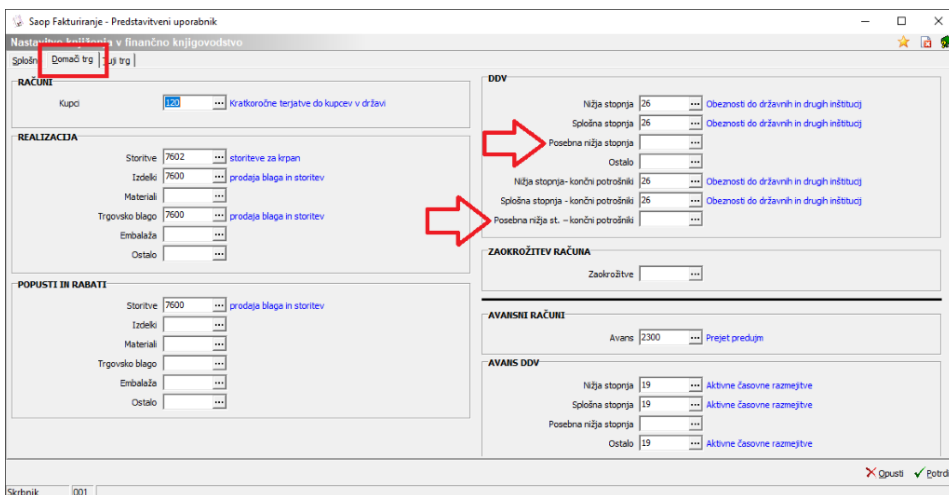 Saop Fakturiranje - Predstavitveni uporabnik
Nastavitve knjiženja v finančno knjigovodstvo
Splošn Domači trg Tuji trg
RAČUNI
Kupci 120 ... Kratkoročne terjatve do kupcev v državi
REALIZACIJA
Storitve 7602 ... storiteve za krpan
Izdelki 7600 ... prodaja blaga in storitev
Materiali ...
Trgovsko blago 7600 ... prodaja blaga in storitev
Embalaža ...
Ostalo ...
POPUSTI IN RABATI
Storitve 7600 ... prodaja blaga in storitev
Izdelki ...
Materiali ...
Trgovsko blago ...
Embalaža ...
Ostalo ...
DDV
Nižja stopnja 26 ... Obeznosti do državnih in drugih inštitucij
Splošna stopnja 26 ... Obeznosti do državnih in drugih inštitucij
Posebna nižja stopnja ...
Ostalo ...
Nižja stopnja- končni potrošniki 26 ... Obeznosti do državnih in drugih inštitucij
Splošna stopnja - končni potrošniki 26 ... Obeznosti do državnih in drugih inštitucij
Posebna nižja st. – končni potrošniki ...
ZAOKROŽITEV RAČUNA
Zaokrožitve ...
AVANSNI RAČUNI
Avans 2300 ... Prejet predujm
AVANS DDV
Nižja stopnja 19 ... Aktivne časovne razmejitve
Splošna stopnja 19 ... Aktivne časovne razmejitve
Posebna nižja stopnja ...
Ostalo 19 ... Aktivne časovne razmejitve
Opusti Potrdi
Skrbnik 001